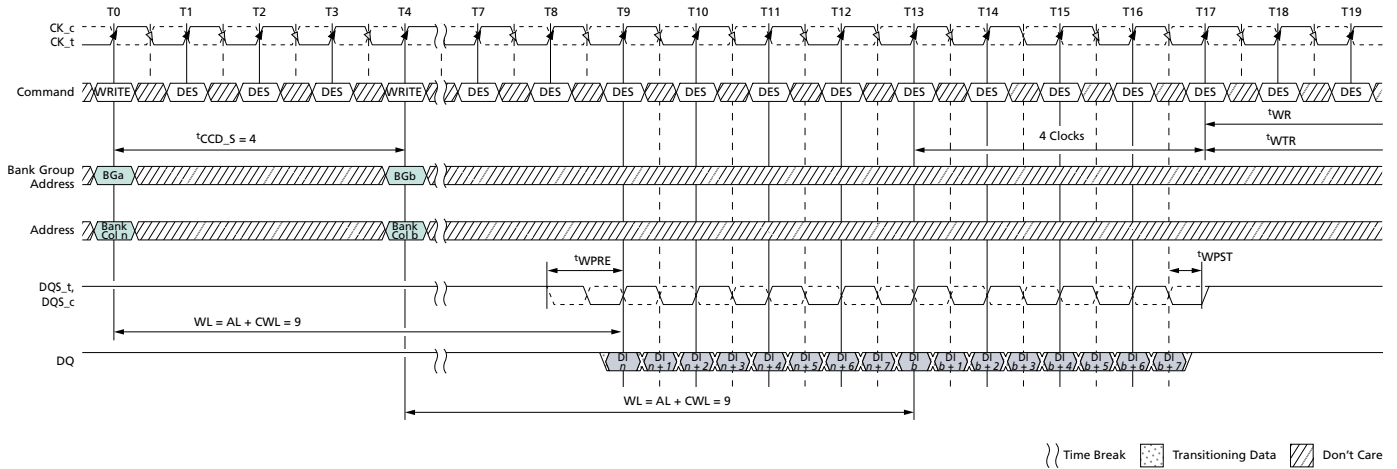 T0 T1 T2 T3 T4 T7 T8 T9 T10 T11 T12 T13 T14 T15 T16 T17 T18 T19
CK_c
CK_t
Command WRITE DES DES DES WRITE DES DES DES DES DES DES DES DES DES DES DES DES DES
tWR
tCCD_S = 4 4 Clocks tWTR
Bank Group
Address BGa BGb
Address Bank
Col n Bank
Col b
tWPRE tWPST
DQS_t,
DQS_c
WL = AL + CWL = 9
DQ DI
n DI
n + 1 DI
n + 2 DI
n + 3 DI
n + 4 DI
n + 5 DI
n + 6 DI
n + 7 DI
b DI
b + 1 DI
b + 2 DI
b + 3 DI
b + 4 DI
b + 5 DI
b + 6 DI
b + 7
WL = AL + CWL = 9
Time Break Transitioning Data Don't Care